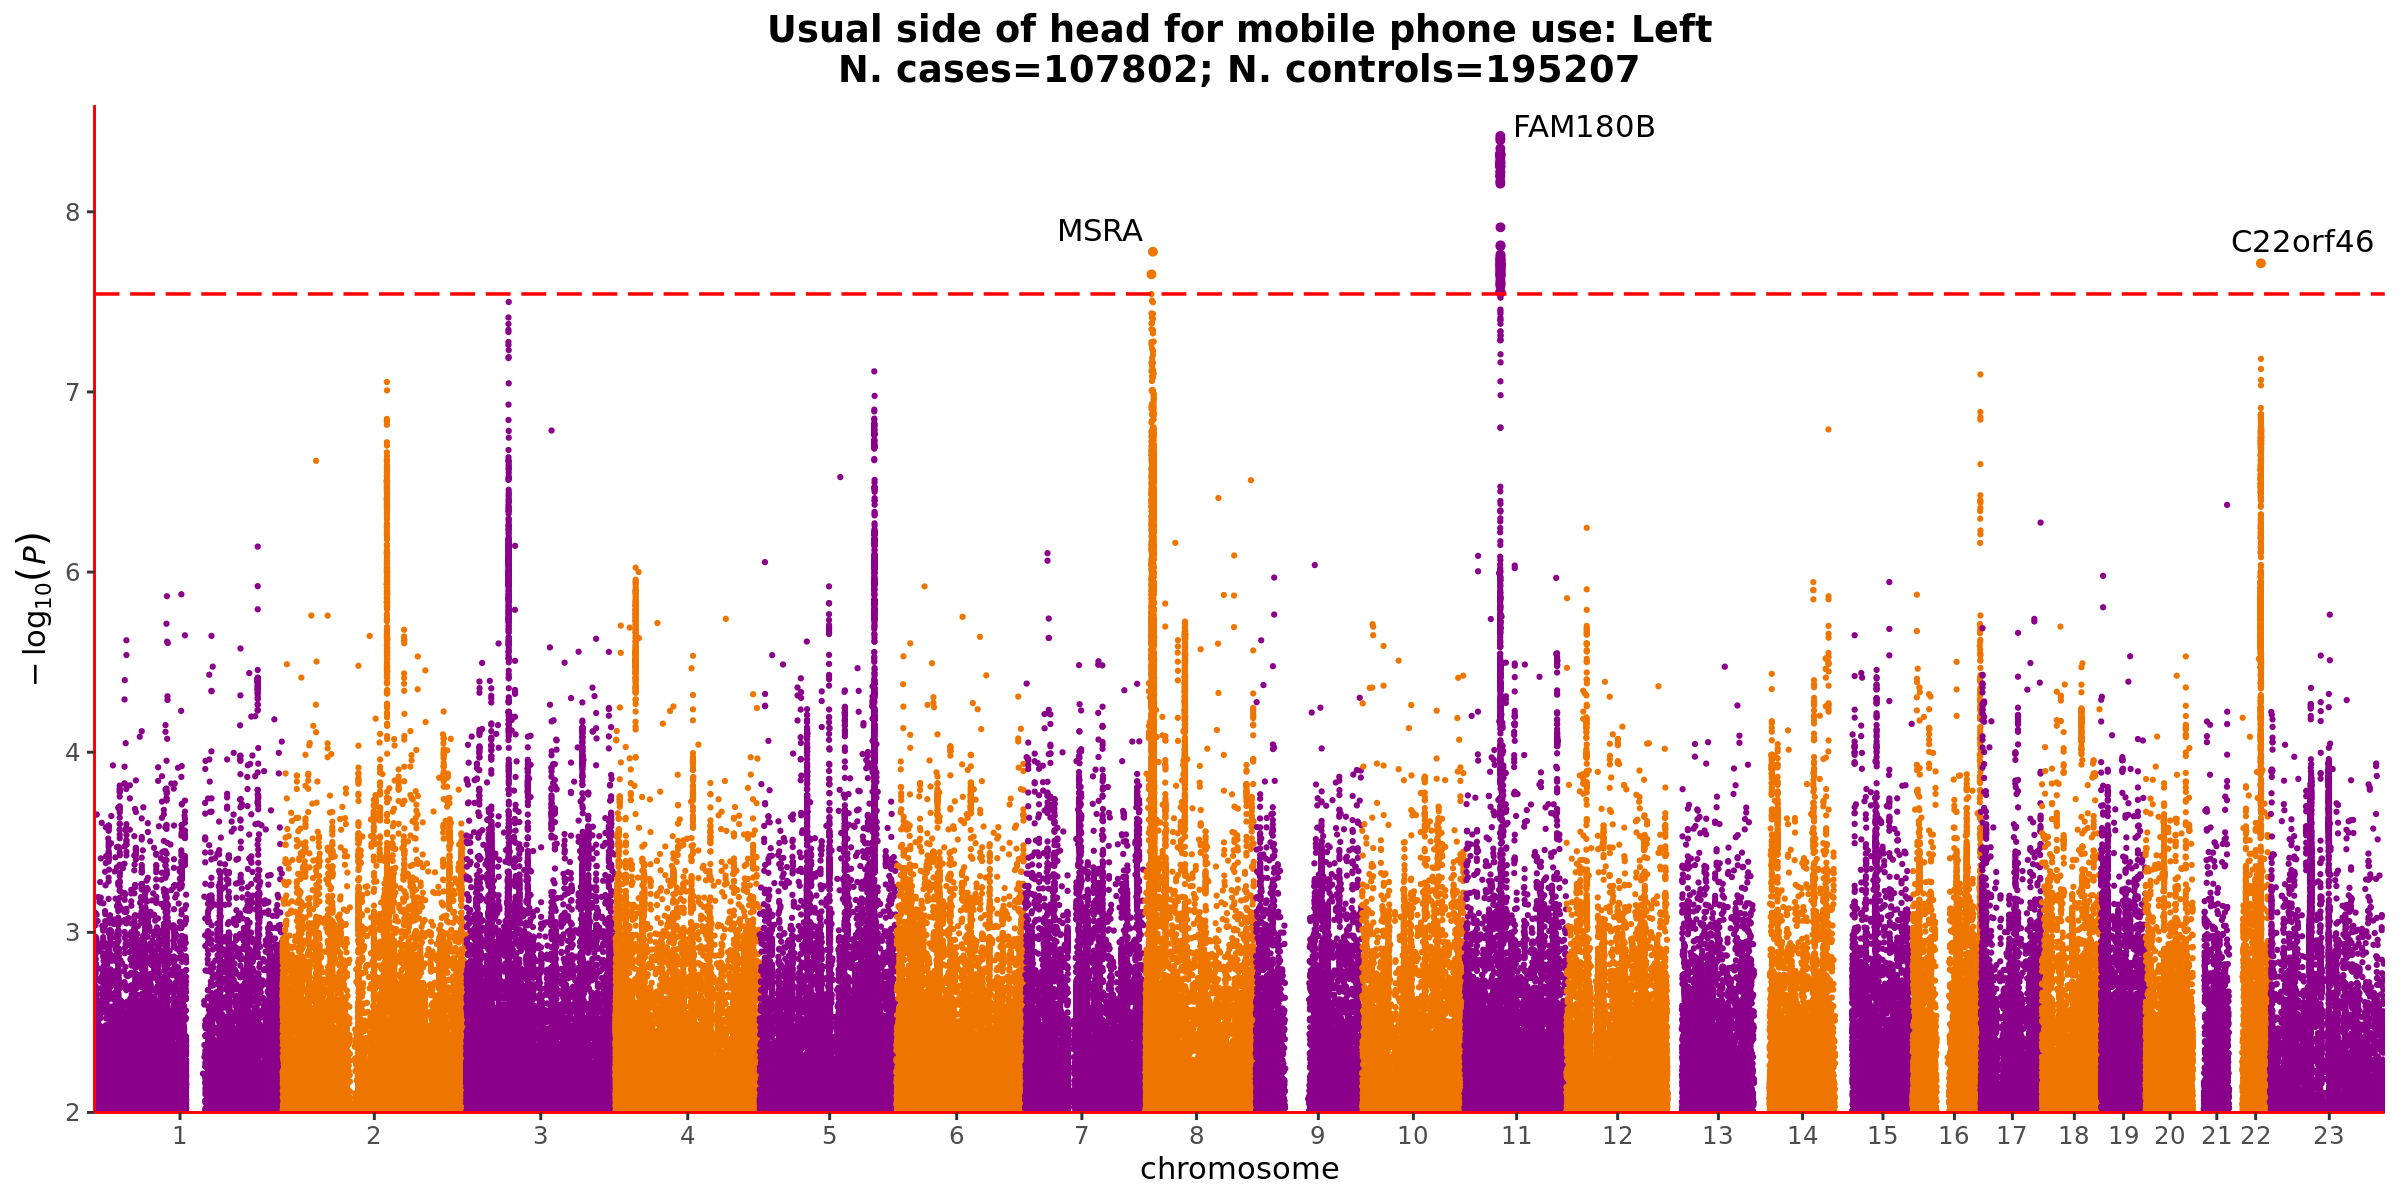 Usual side of head for mobile phone use: Left
N. cases=107802; N. controls=195207
FAM180B
MSRA
C22orf46
8
7
6
4
3
2
−log₁₀(P)
1 2 3 4 5 6 7 8 9 10 11 12 13 14 15 16 17 18 19 20 21 22 23
chromosome